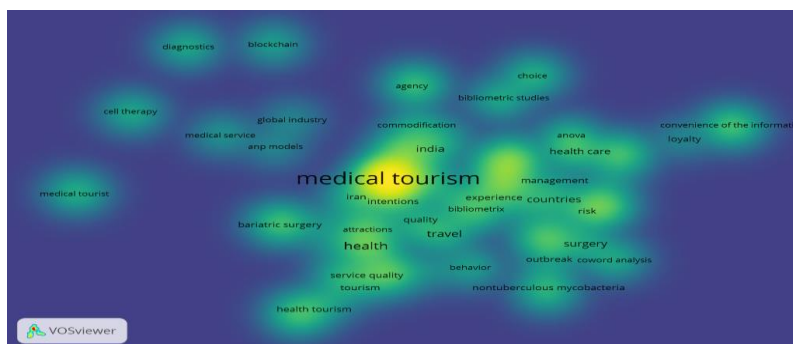 diagnostics
blockchain
choice
agency
bibliometric studies
cell therapy
global industry
commodification
convenience of the informati
medical service
anova
loyalty
anp models
india
health care
medical tourism
management
medical tourist
iran
intentions
experience
countries
bibliometrix
risk
quality
bariatric surgery
attractions
travel
health
surgery
outbreak
coword analysis
service quality
behavior
tourism
nontuberculous mycobacteria
health tourism
VOSviewer